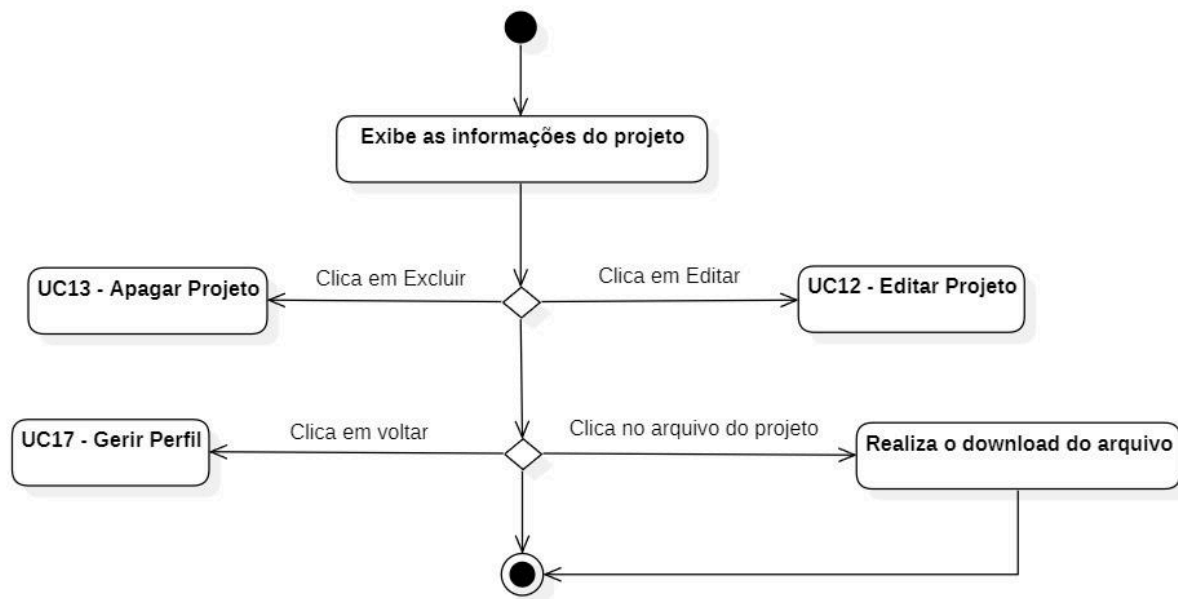 Exibe as informações do projeto
Clica em Excluir
Clica em Editar
UC13 - Apagar Projeto
UC12 - Editar Projeto
Clica em voltar
Clica no arquivo do projeto
UC17 - Gerir Perfil
Realiza o download do arquivo